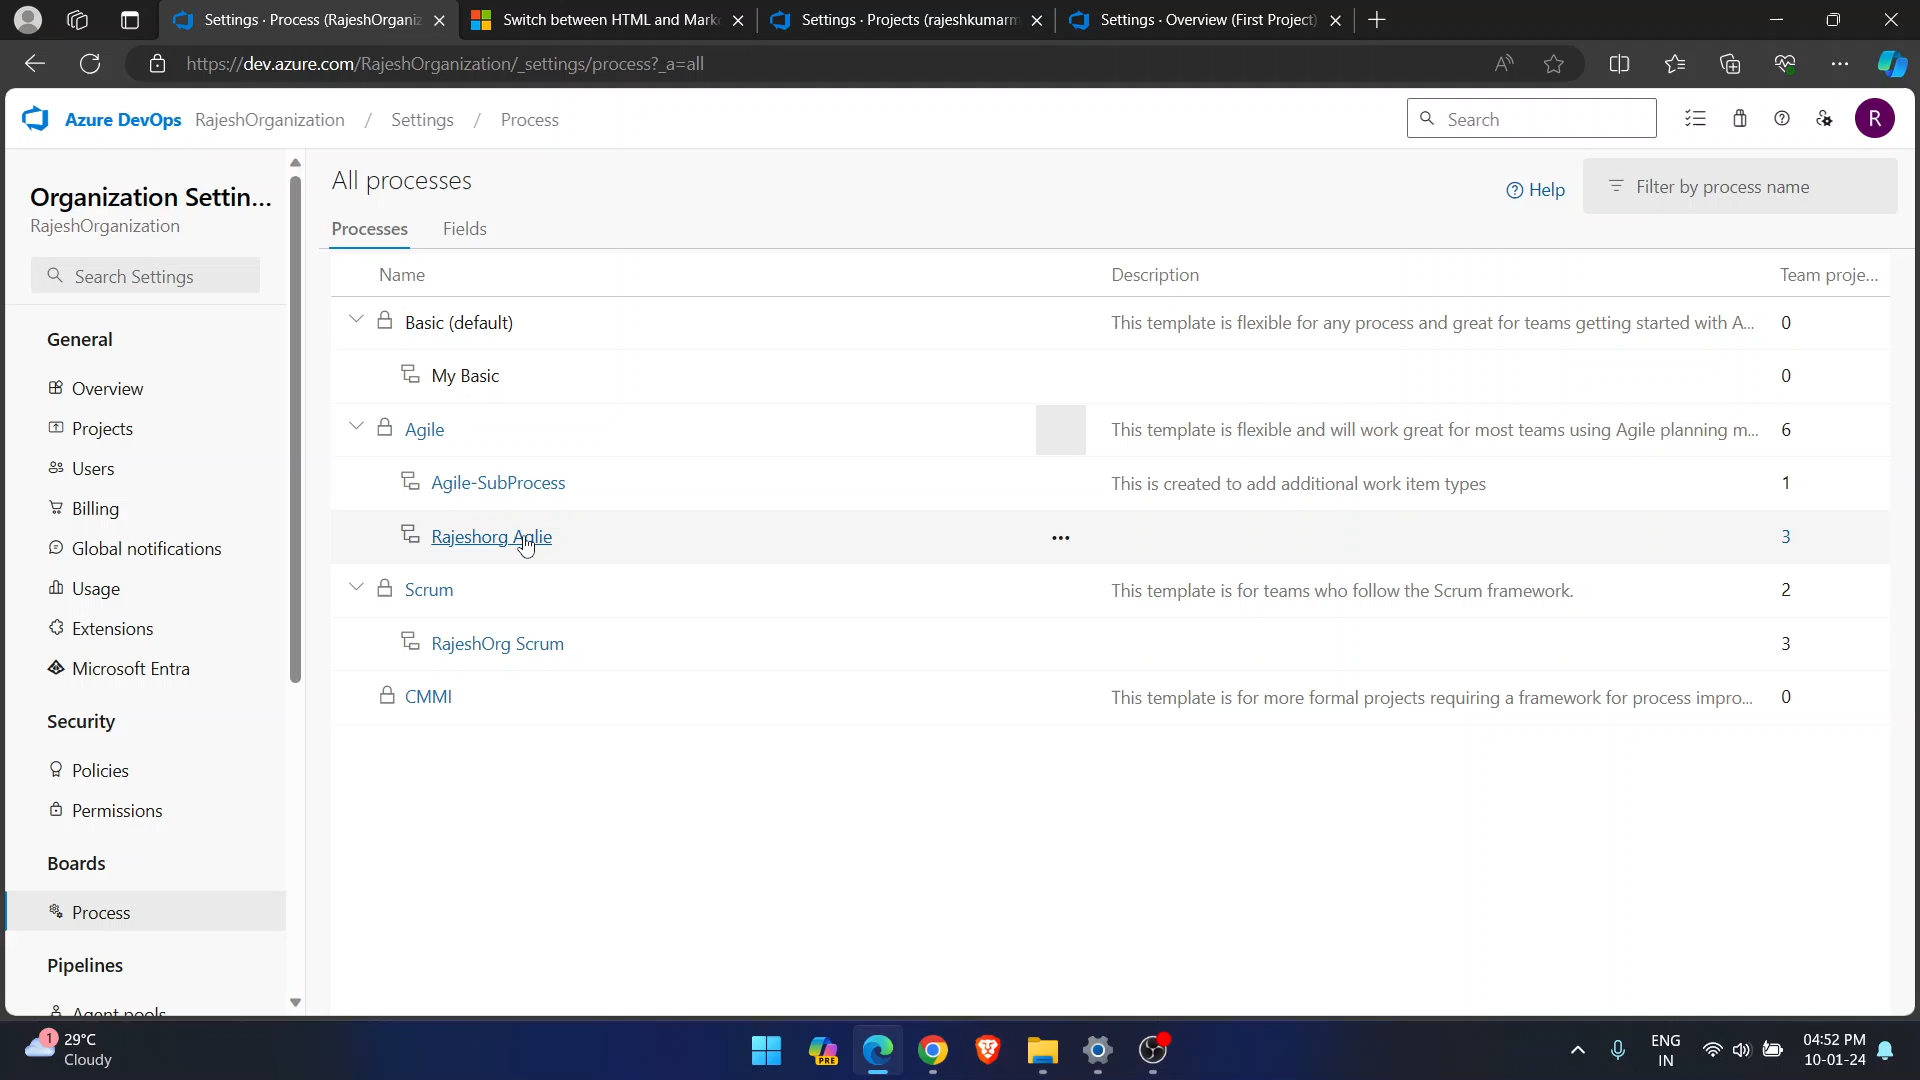 Settings · Process (RajeshOrganiz
Switch between HTML and Mark
Settings · Projects (rajeshkumarm
Settings · Overview (First Project)
https://dev.azure.com/RajeshOrganization/_settings/process?_a=all
Azure DevOps RajeshOrganization / Settings / Process
Search
R
Organization Settin...
RajeshOrganization
Search Settings
General
Overview
Projects
Users
Billing
Global notifications
Usage
Extensions
Microsoft Entra
Security
Policies
Permissions
Boards
Process
Pipelines
Agent pools
All processes
Help
Filter by process name
Processes Fields
Name Description Team proje...
Basic (default) This template is flexible for any process and great for teams getting started with A... 0
My Basic 0
Agile This template is flexible and will work great for most teams using Agile planning m... 6
Agile-SubProcess This is created to add additional work item types 1
Rajeshorg Aglie ... 3
Scrum This template is for teams who follow the Scrum framework. 2
RajeshOrg Scrum 3
CMMI This template is for more formal projects requiring a framework for process impro... 0
1
29°C
Cloudy
PRE
ENG
IN
04:52 PM
10-01-24